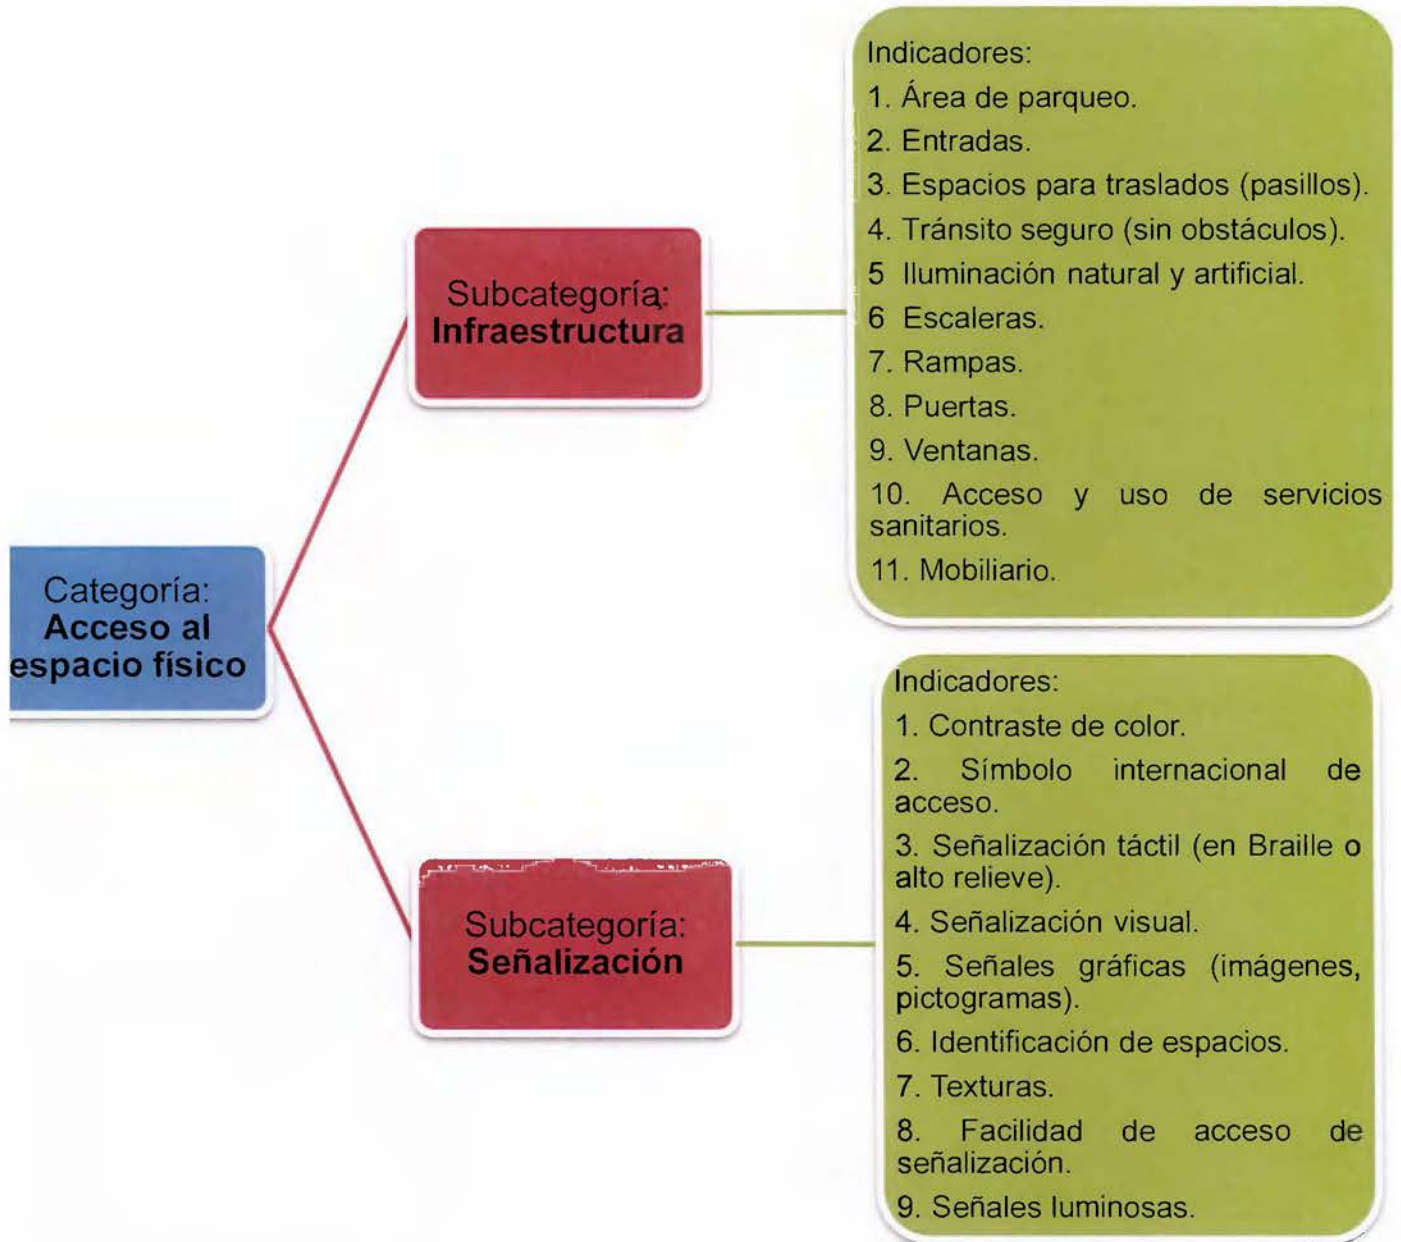 Categoría:
Acceso al
espacio físico
Subcategoría:
Infraestructura
Indicadores:
1. Área de parqueo.
2. Entradas.
3. Espacios para traslados (pasillos).
4. Tránsito seguro (sin obstáculos).
5 Iluminación natural y artificial.
6 Escaleras.
7. Rampas.
8. Puertas.
9. Ventanas.
10. Acceso y uso de servicios
sanitarios.
11. Mobiliario.
Subcategoría:
Señalización
Indicadores:
1. Contraste de color.
2. Símbolo internacional de
acceso.
3. Señalización táctil (en Braille o
alto relieve).
4. Señalización visual.
5. Señales gráficas (imágenes,
pictogramas).
6. Identificación de espacios.
7. Texturas.
8. Facilidad de acceso de
señalización.
9. Señales luminosas.